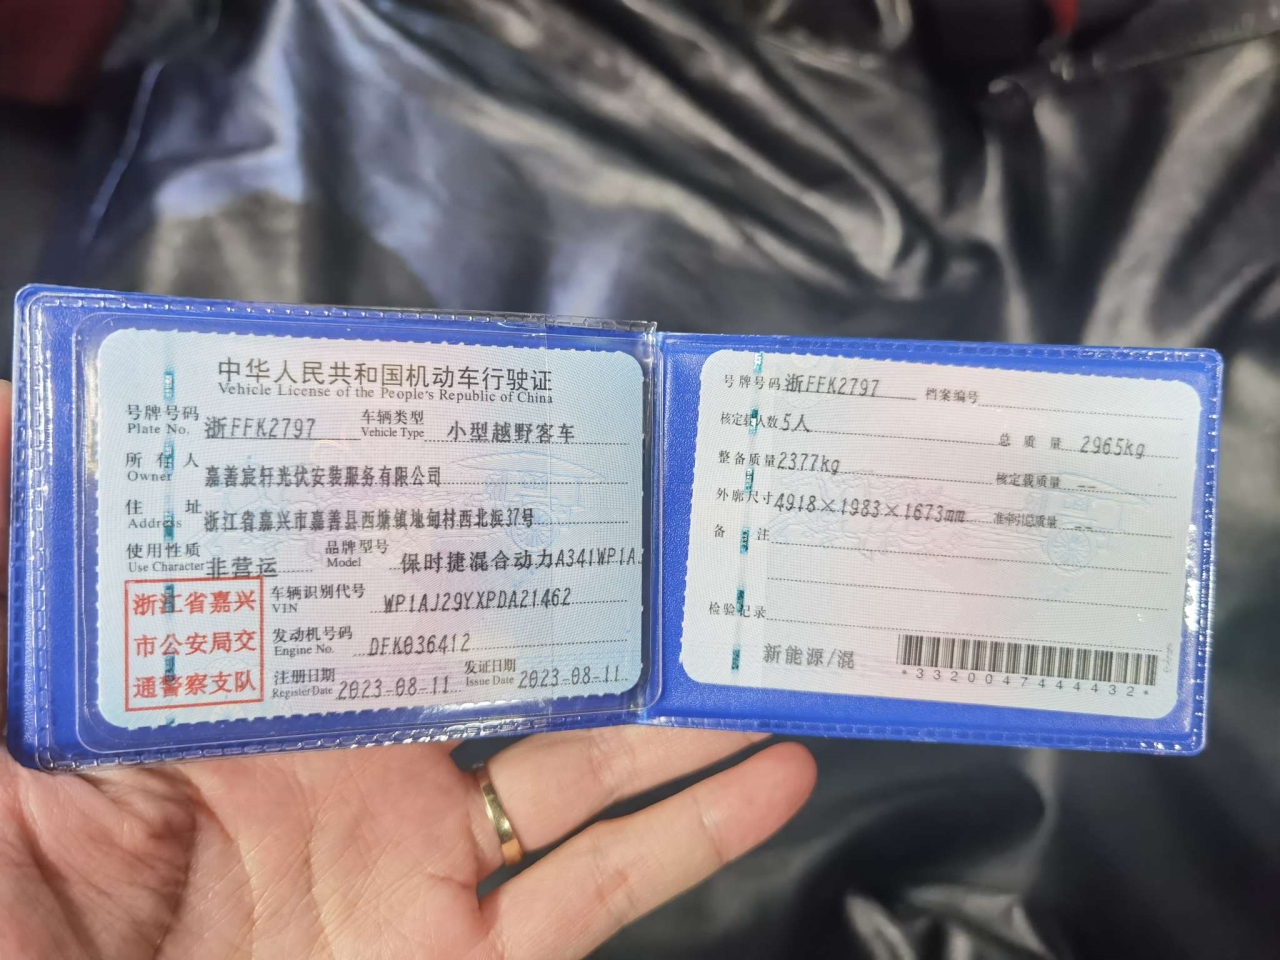 中华人民共和国机动车行驶证
Vehicle License of the People's Republic of China
号牌号码 浙FFK2797 车辆类型 小型越野客车
Plate No. Vehicle Type
所有人 嘉善宸轩光伏安装服务有限公司
Owner
住址 浙江省嘉兴市嘉善县西塘镇地甸村西北浜37号
Address
使用性质 非营运 品牌型号 保时捷混合动力A341WP1A
Use Character Model
浙江省嘉兴
市公安局交
通警察支队
车辆识别代号 WP1AJ29YXPDA21462
VIN
发动机号码 DFK036412
Engine No.
注册日期 2023-08-11 发证日期 2023-08-11
Register Date Issue Date
号牌号码 浙FFK2797 档案编号
核定载人数 5人 总质量 2965kg
整备质量 2377kg 核定载质量 --
外廓尺寸 4918×1983×1673mm 准牵引总质量 --
备注
检验记录
新能源/混
*3320047444432*